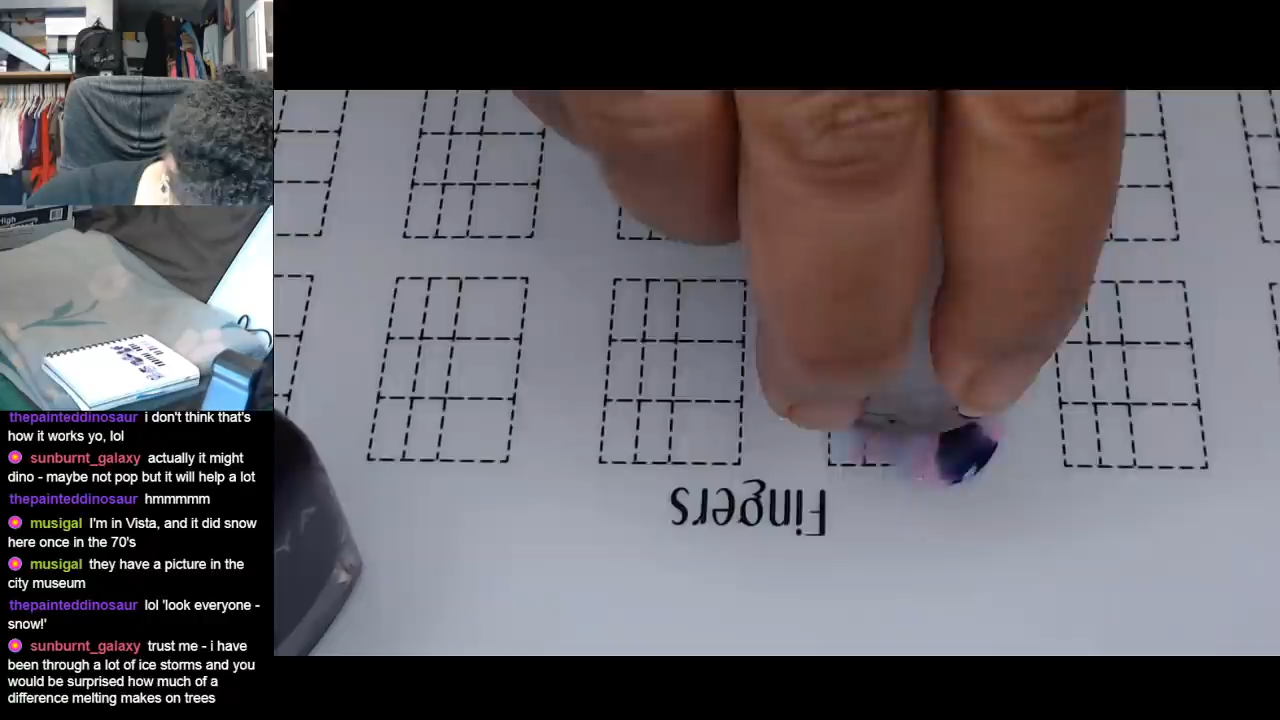 High
thepainteddinosaur i don't think that's
how it works yo, lol
sunburnt_galaxy actually it might
dino - maybe not pop but it will help a lot
thepainteddinosaur hmmmmm
musigal I'm in Vista, and it did snow
here once in the 70's
musigal they have a picture in the
city museum
thepainteddinosaur lol 'look everyone -
snow!'
sunburnt_galaxy trust me - i have
been through a lot of ice storms and you
would be surprised how much of a
difference melting makes on trees
Fingers